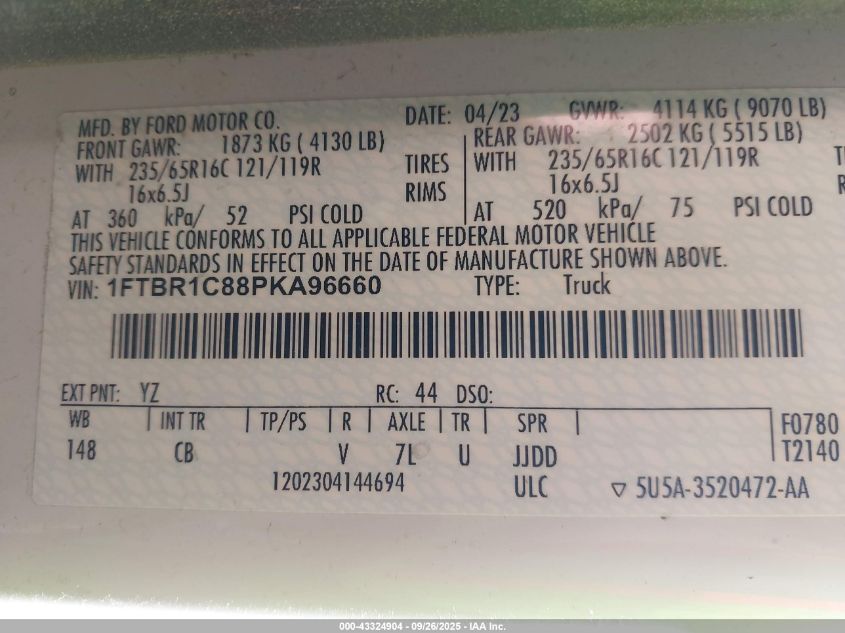 MFD. BY FORD MOTOR CO. DATE: 04/23 GVWR: 4114 KG ( 9070 LB)
FRONT GAWR: 1873 KG ( 4130 LB) REAR GAWR: 2502 KG ( 5515 LB)
WITH 235/65R16C 121/119R TIRES WITH 235/65R16C 121/119R
16x6.5J RIMS 16x6.5J
AT 360 kPa/ 52 PSI COLD AT 520 kPa/ 75 PSI COLD
THIS VEHICLE CONFORMS TO ALL APPLICABLE FEDERAL MOTOR VEHICLE
SAFETY STANDARDS IN EFFECT ON THE DATE OF MANUFACTURE SHOWN ABOVE.
VIN: 1FTBR1C88PKA96660 TYPE: Truck
EXT PNT: YZ RC: 44 DSO:
WB INT TR TP/PS R AXLE TR SPR F0780
148 CB V 7L U JJDD T2140
1202304144694 ULC ▽ 5U5A-3520472-AA
000-43324904 - 09/26/2025 - IAA Inc.